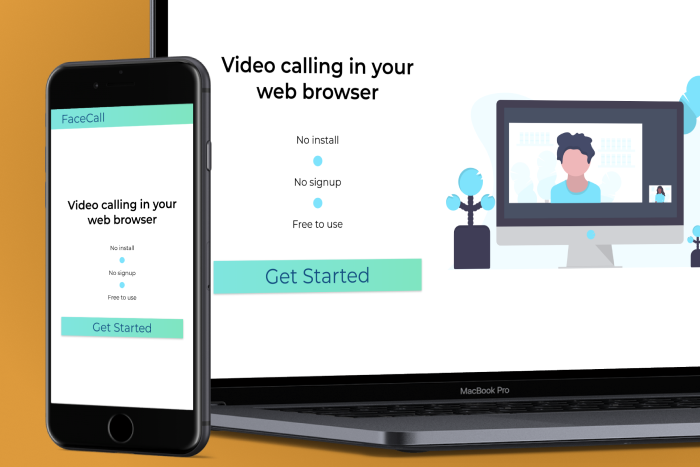 FaceCall
Video calling in your
web browser
No install
No signup
Free to use
Get Started
Video calling in your
web browser
No install
No signup
Free to use
Get Started
MacBook Pro